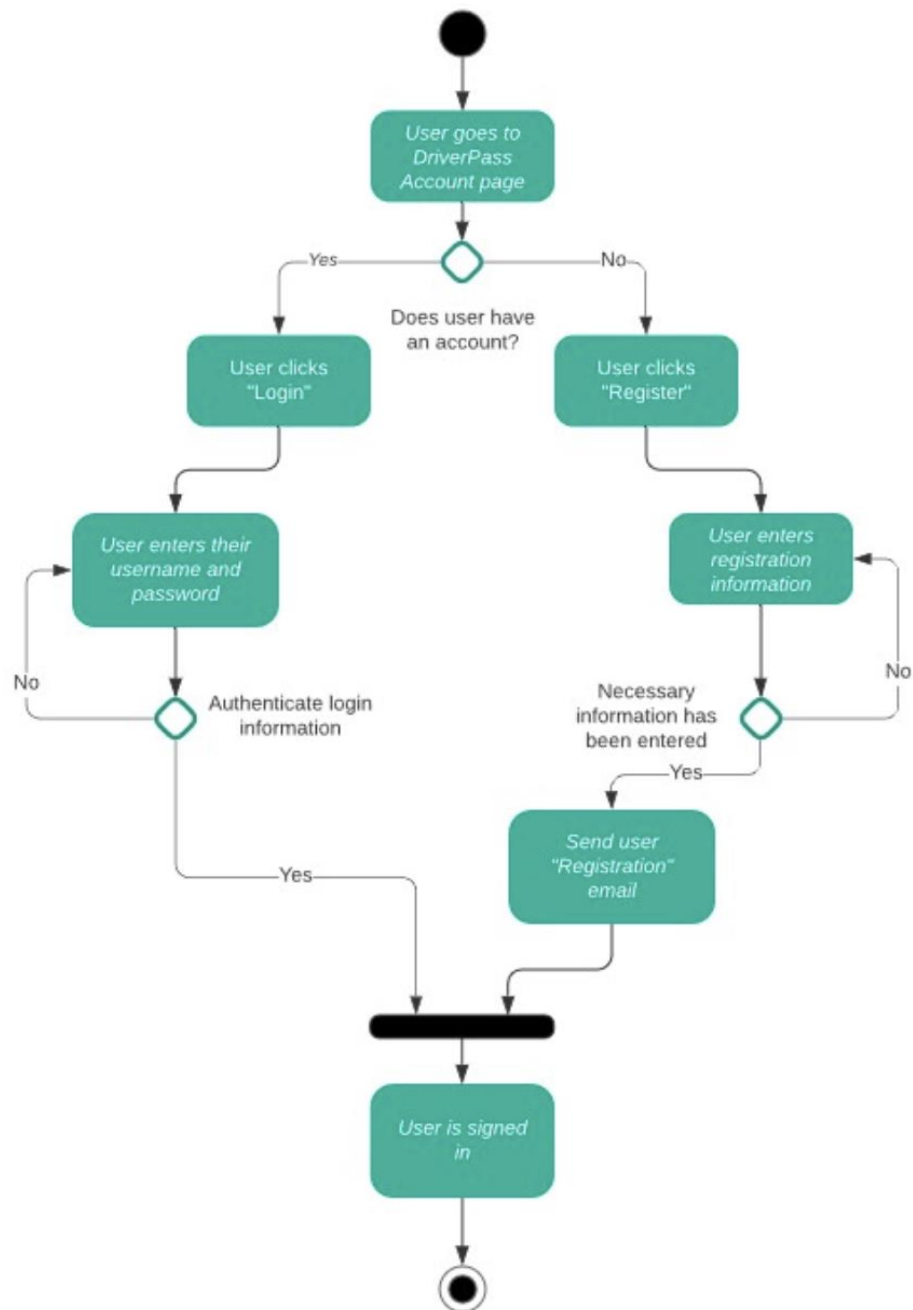 User goes to
DriverPass
Account page
Yes
No
Does user have
an account?
User clicks
"Login"
User clicks
"Register"
User enters their
username and
password
User enters
registration
information
No
Authenticate login
information
Necessary
information has
been entered
No
Yes
Send user
"Registration"
email
Yes
User is signed
in